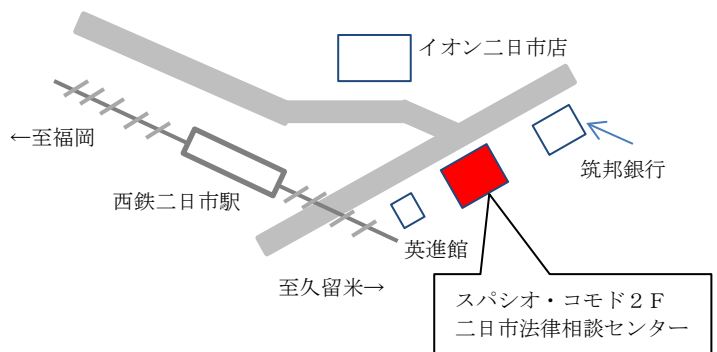 イオン二日市店
←至福岡
筑邦銀行
西鉄二日市駅
英進館
至久留米→
スパシオ・コモド２Ｆ
二日市法律相談センター